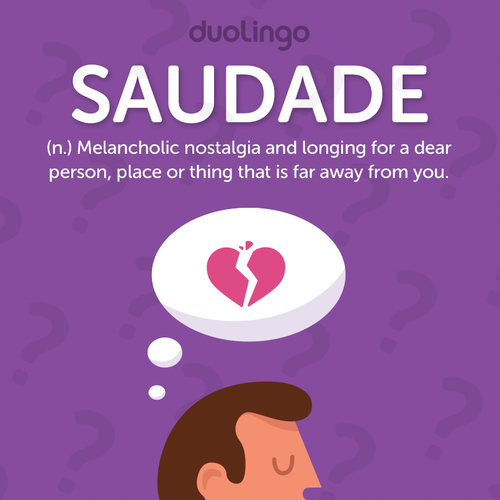 duolingo
SAUDADE
(n.) Melancholic nostalgia and longing for a dear
person, place or thing that is far away from you.